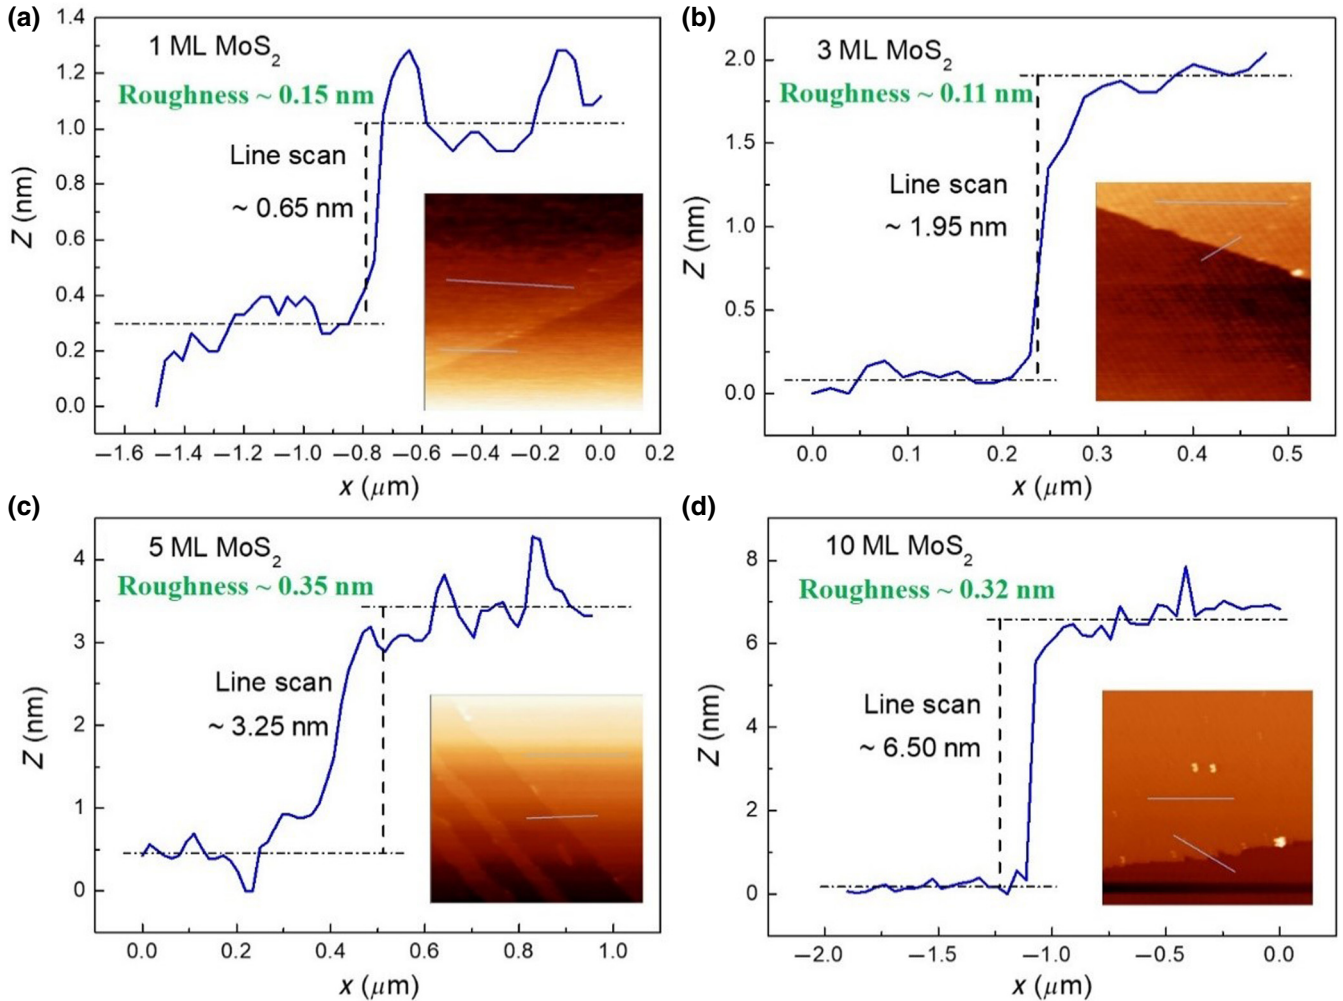 (a)
1 ML MoS2
Roughness ~ 0.15 nm
Line scan
~ 0.65 nm
Z (nm)
1.4
1.2
1.0
0.8
0.6
0.4
0.2
0.0
−1.6 −1.4 −1.2 −1.0 −0.8 −0.6 −0.4 −0.2 0.0 0.2
x (μm)
(b)
3 ML MoS2
Roughness ~ 0.11 nm
Line scan
~ 1.95 nm
Z (nm)
2.0
1.5
1.0
0.5
0.0
0.0 0.1 0.2 0.3 0.4 0.5
x (μm)
(c)
5 ML MoS2
Roughness ~ 0.35 nm
Line scan
~ 3.25 nm
Z (nm)
4
3
2
1
0
0.0 0.2 0.4 0.6 0.8 1.0
x (μm)
(d)
10 ML MoS2
Roughness ~ 0.32 nm
Line scan
~ 6.50 nm
Z (nm)
8
6
4
2
0
−2.0 −1.5 −1.0 −0.5 0.0
x (μm)